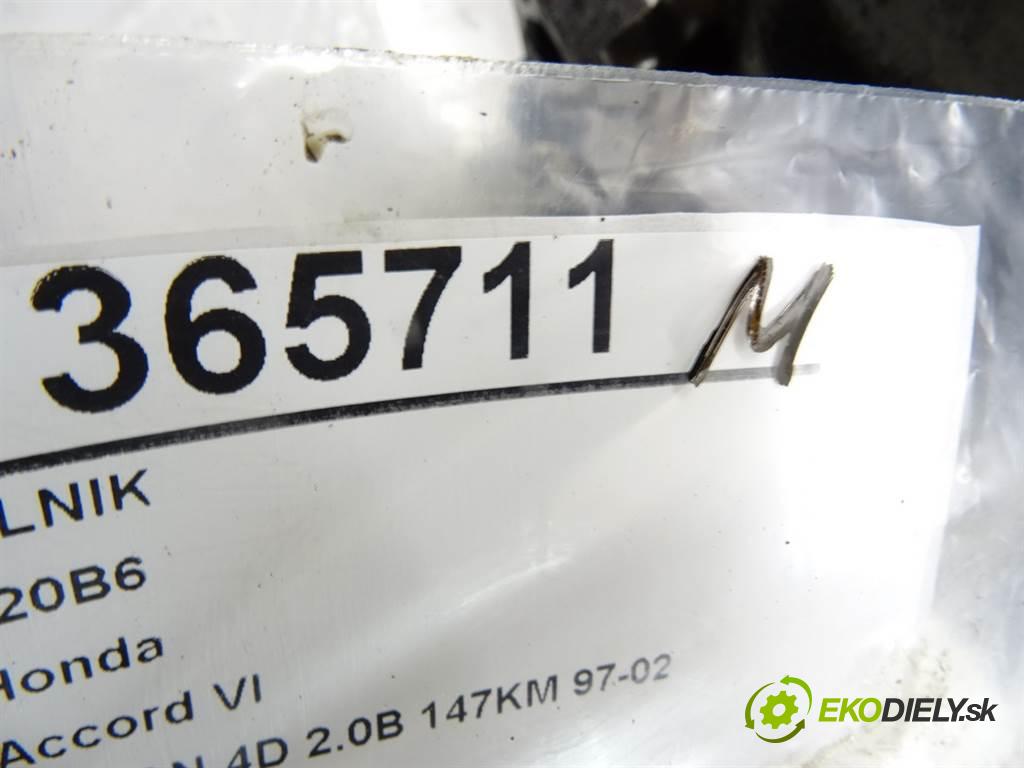 365711 M
LNIK
20B6
Honda
Accord VI
N 4D 2.0B 147KM 97-02
EKODIELY.sk